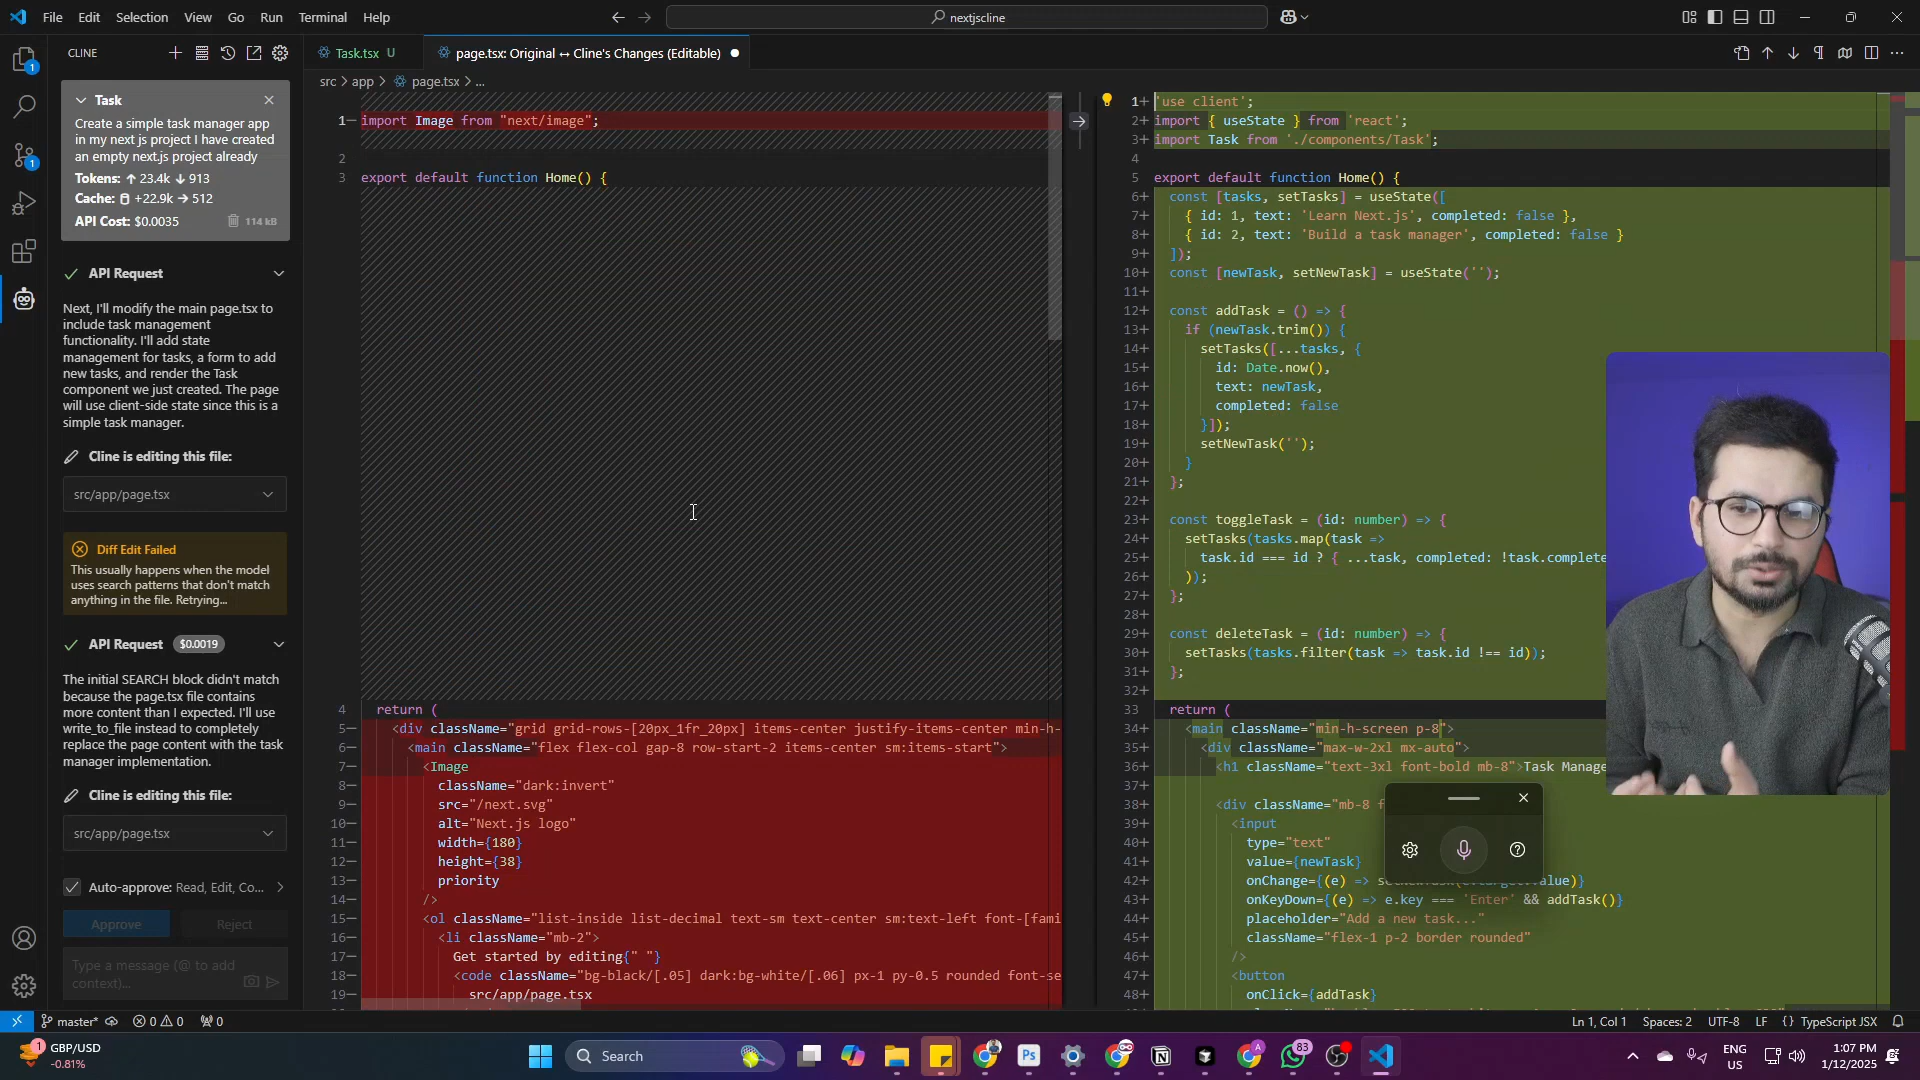 File Edit Selection View Go Run Terminal Help
nextjscline
CLINE
Task.tsx U
page.tsx: Original ↔ Cline's Changes (Editable)
src > app > page.tsx > ...
1
1
Task
Create a simple task manager app
in my next js project I have created
an empty next.js project already
Tokens: ↑ 23.4k ↓ 913
Cache: +22.9k → 512
API Cost: $0.0035
114 kB
API Request
Next, I'll modify the main page.tsx to
include task management
functionality. I'll add state
management for tasks, a form to add
new tasks, and render the Task
component we just created. The page
will use client-side state since this is a
simple task manager.
Cline is editing this file:
src/app/page.tsx
Diff Edit Failed
This usually happens when the model
uses search patterns that don't match
anything in the file. Retrying...
API Request $0.0019
The initial SEARCH block didn't match
because the page.tsx file contains
more content than I expected. I'll use
write_to_file instead to completely
replace the page content with the task
manager implementation.
Cline is editing this file:
src/app/page.tsx
Auto-approve: Read, Edit, Co...
Approve Reject
Type a message (@ to add
context)...
1− import Image from "next/image";
2
3 export default function Home() {
4 return (
5− <div className="grid grid-rows-[20px_1fr_20px] items-center justify-items-center min-h-
6− <main className="flex flex-col gap-8 row-start-2 items-center sm:items-start">
7− <Image
8− className="dark:invert"
9− src="/next.svg"
10− alt="Next.js logo"
11− width={180}
12− height={38}
13− priority
14− />
15− <ol className="list-inside list-decimal text-sm text-center sm:text-left font-[fami
16− <li className="mb-2">
17− Get started by editing{" "}
18− <code className="bg-black/[.05] dark:bg-white/[.06] px-1 py-0.5 rounded font-se
19− src/app/page.tsx
1+ 'use client';
2+ import { useState } from 'react';
3+ import Task from './components/Task';
4
5 export default function Home() {
6+ const [tasks, setTasks] = useState([
7+ { id: 1, text: 'Learn Next.js', completed: false },
8+ { id: 2, text: 'Build a task manager', completed: false }
9+ ]);
10+ const [newTask, setNewTask] = useState('');
11+
12+ const addTask = () => {
13+ if (newTask.trim()) {
14+ setTasks([...tasks, {
15+ id: Date.now(),
16+ text: newTask,
17+ completed: false
18+ }]);
19+ setNewTask('');
20+ }
21+ };
22+
23+ const toggleTask = (id: number) => {
24+ setTasks(tasks.map(task =>
25+ task.id === id ? { ...task, completed: !task.complete
26+ ));
27+ };
28+
29+ const deleteTask = (id: number) => {
30+ setTasks(tasks.filter(task => task.id !== id));
31+ };
32+
33 return (
34+ <main className="min-h-screen p-8">
35+ <div className="max-w-2xl mx-auto">
36+ <h1 className="text-3xl font-bold mb-8">Task Manage
37+
38+ <div className="mb-8 f
39+ <input
40+ type="text"
41+ value={newTask}
42+ onChange={(e) => value)}
43+ onKeyDown={(e) => e.key === 'Enter' && addTask()}
44+ placeholder="Add a new task..."
45+ className="flex-1 p-2 border rounded"
46+ />
47+ <button
48+ onClick={addTask}
master* 0 0 0
Ln 1, Col 1 Spaces: 2 UTF-8 LF {} TypeScript JSX
1 GBP/USD
-0.81%
Search
Ps
A
83
ENG
US
1:07 PM
1/12/2025